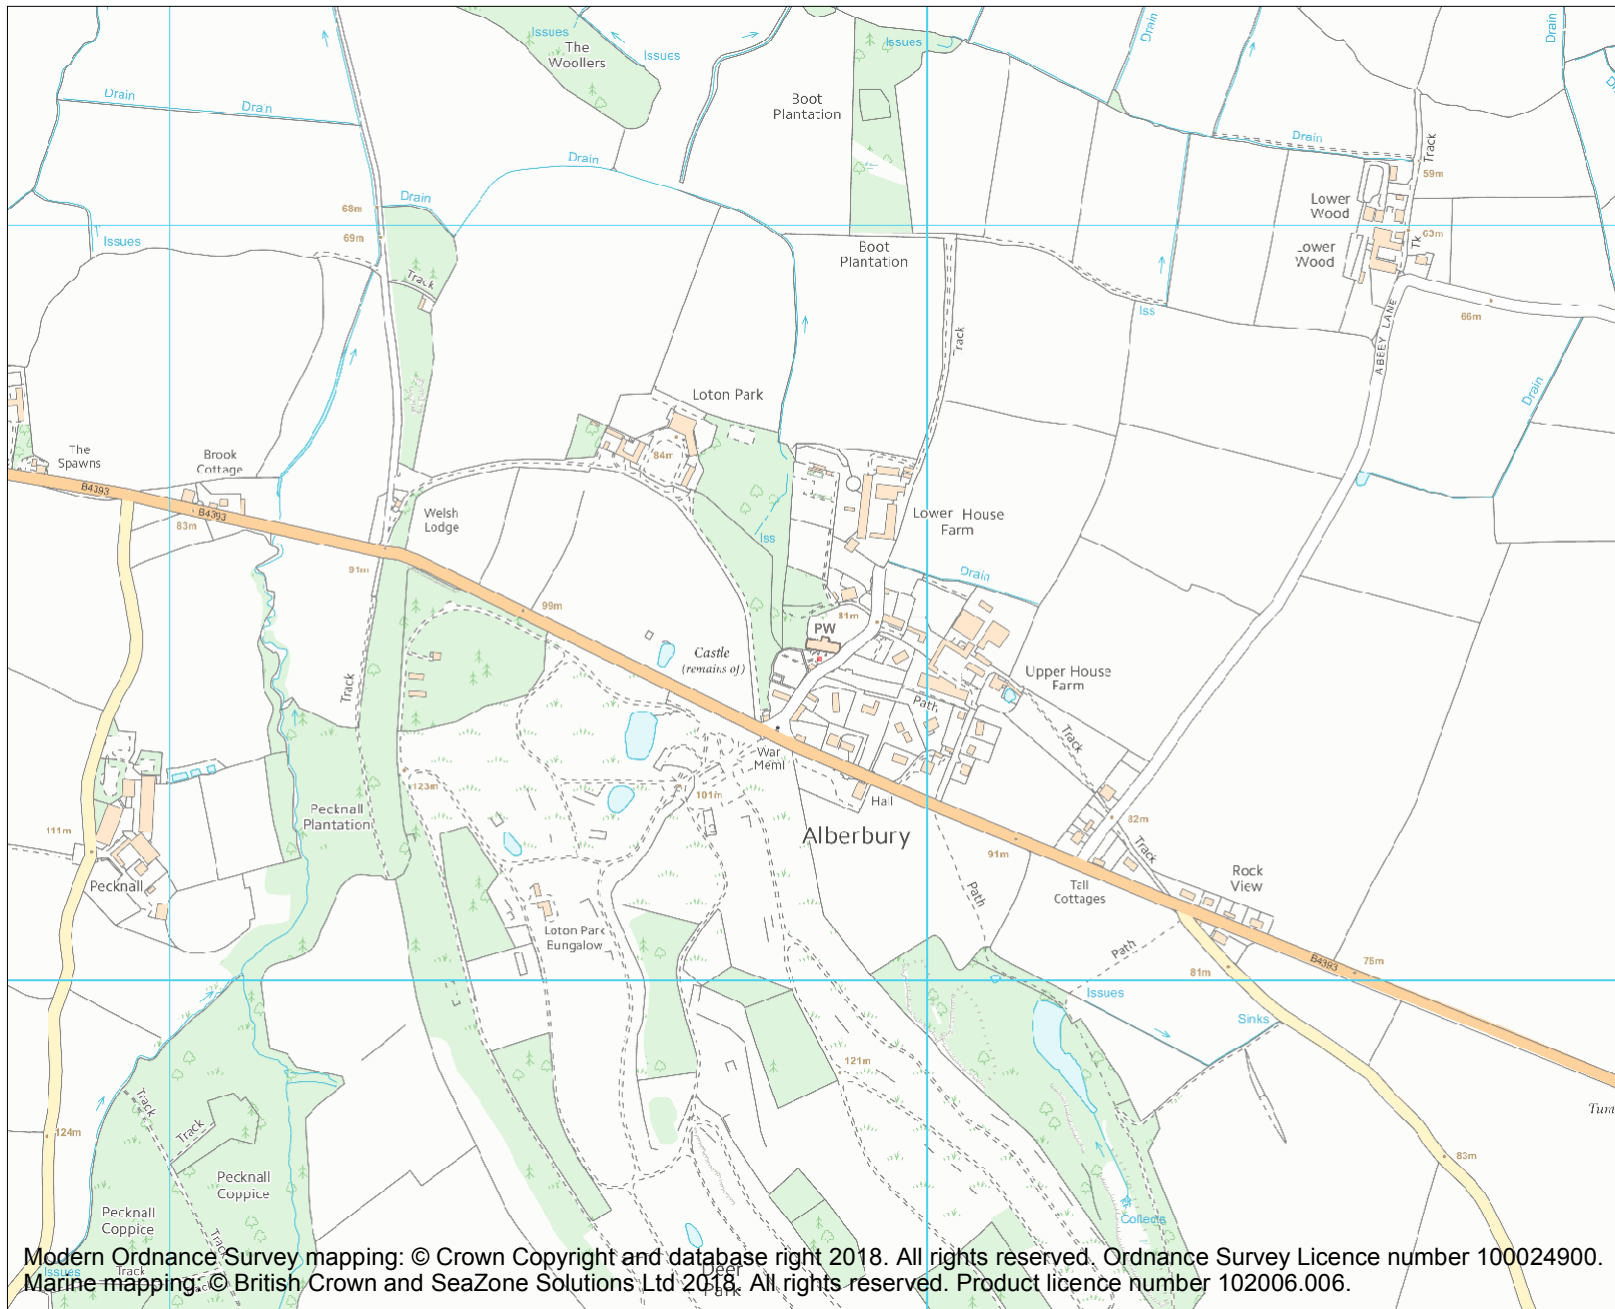 Issues
The
Woollers
Issues
Issues
Drain
Drain
Drain
Drain
Boot
Plantation
Drain
Track
59m
Drain
Drain
Lower
Wood
68m
69m
Issues
Drain
Track
Boot
Plantation
Lower
Wood
63m
Tk
Iss
ABBEY LANE
66m
Drain
Loton Park
84m
The
Spawns
Brook
Cottage
B4393
B4393
83m
Welsh
Lodge
91m
Lower House
Farm
Iss
Drain
99m
81m
PW
Castle
(remains of)
Upper House
Farm
Path
Track
Track
War
Meml
Hall
Alberbury
123m
101m
Pecknall
Plantation
111m
Pecknall
82m
Track
91m
Tall
Cottages
Rock
View
Path
Path
Loton Park
Bungalow
81m
B4393
75m
Issues
Sinks
121m
Track
Track
124m
Pecknall
Coppice
Pecknall
Coppice
83m
Collects
Track
Track
Issues
Deer
Park
Modern Ordnance Survey mapping: © Crown Copyright and database right 2018. All rights reserved. Ordnance Survey Licence number 100024900.
Marine mapping: © British Crown and SeaZone Solutions Ltd 2018. All rights reserved. Product licence number 102006.006.